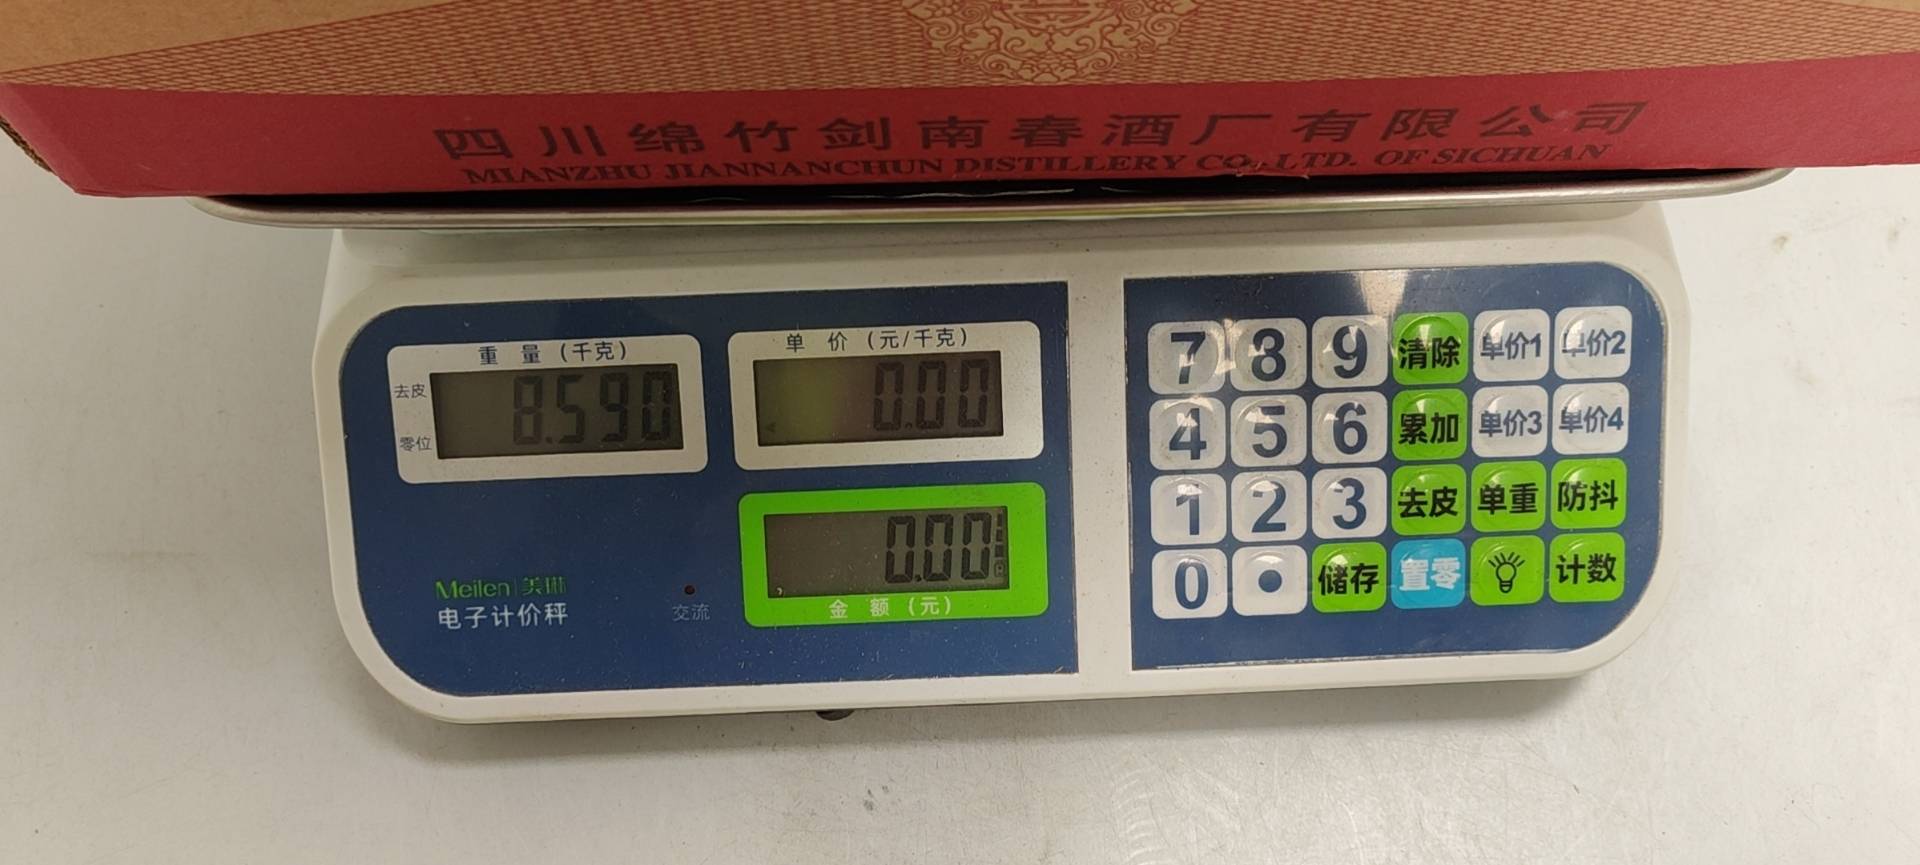 四川绵竹剑南春酒厂有限公司
MIANZHU JIANNANCHUN DISTILLERY CO.,LTD. OF SICHUAN
重量(千克)
去皮
零位
8.590
单价(元/千克)
0.00
0.00
金额(元)
Meilen|美琳
电子计价秤
交流
7 8 9 清除 单价1 单价2
4 5 6 累加 单价3 单价4
1 2 3 去皮 单重 防抖
0 • 储存 置零 计数